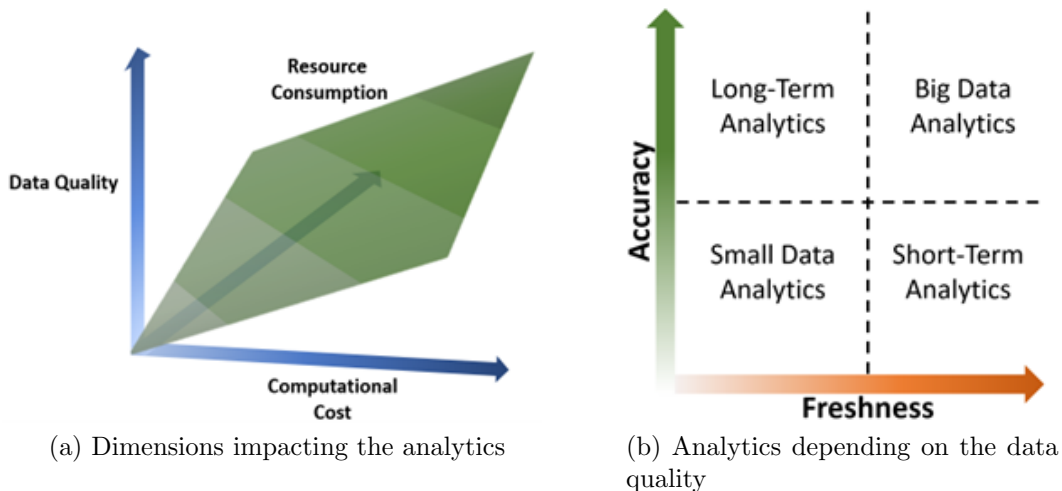 Resource
Consumption
Data Quality
Computational
Cost
(a) Dimensions impacting the analytics
Accuracy
Long-Term
Analytics
Big Data
Analytics
Small Data
Analytics
Short-Term
Analytics
Freshness
(b) Analytics depending on the data
quality